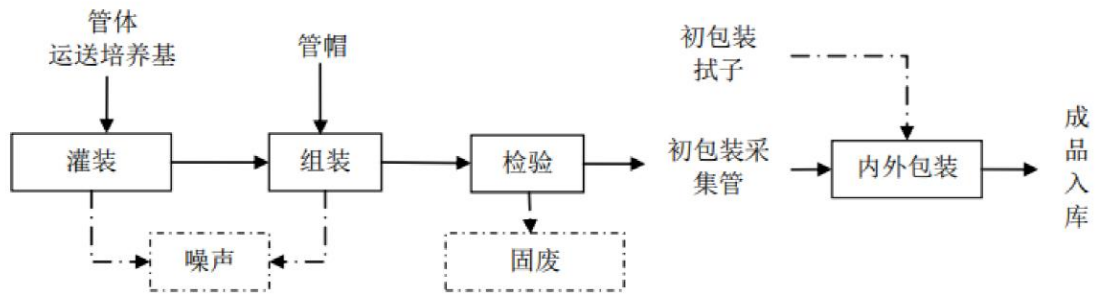 管体
运送培养基
管帽
初包装
拭子
灌装
组装
检验
初包装采
集管
内外包装
成
品
入
库
噪声
固废